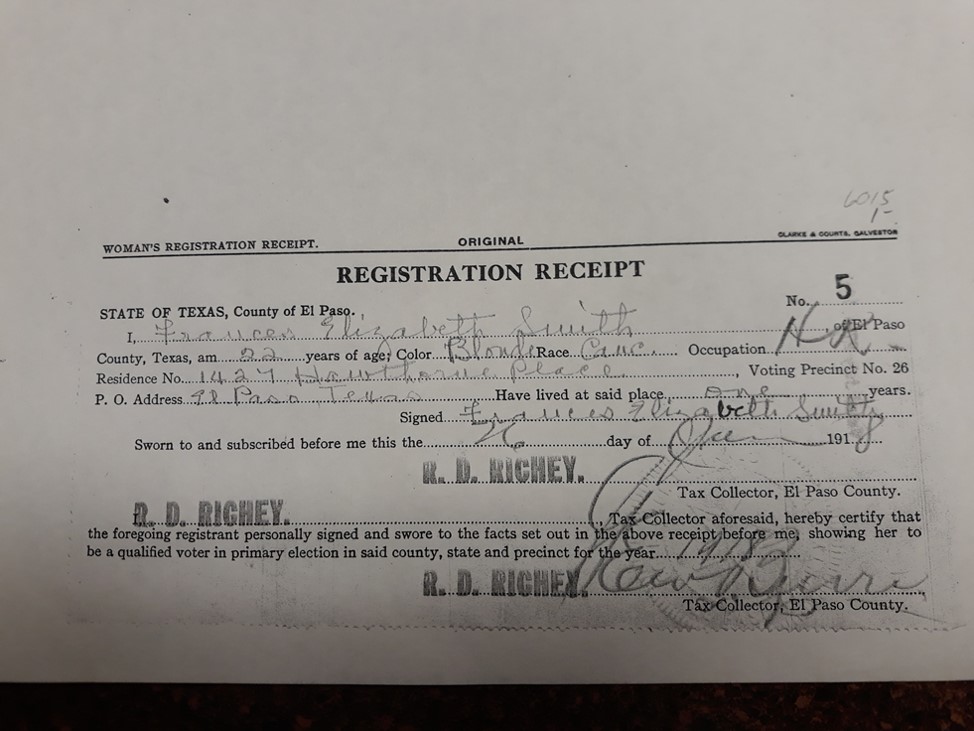 6015
1-
WOMAN'S REGISTRATION RECEIPT. ORIGINAL CLARKE & COURTS, GALVESTON
REGISTRATION RECEIPT
No. 5
STATE OF TEXAS, County of El Paso.
I, Frances Elizabeth Smith, of El Paso
County, Texas, am 22 years of age; Color Blonde Race Cauc. Occupation
Residence No. 1427 Hawthorne Place, Voting Precinct No. 26
P. O. Address El Paso Texas Have lived at said place one years.
Signed Frances Elizabeth Smith
Sworn to and subscribed before me this the 26 day of June 1918
R. D. RICHEY.
Tax Collector, El Paso County.
R. D. RICHEY., Tax Collector aforesaid, hereby certify that
the foregoing registrant personally signed and swore to the facts set out in the above receipt before me, showing her to
be a qualified voter in primary election in said county, state and precinct for the year 1918
R. D. RICHEY.
Tax Collector, El Paso County.